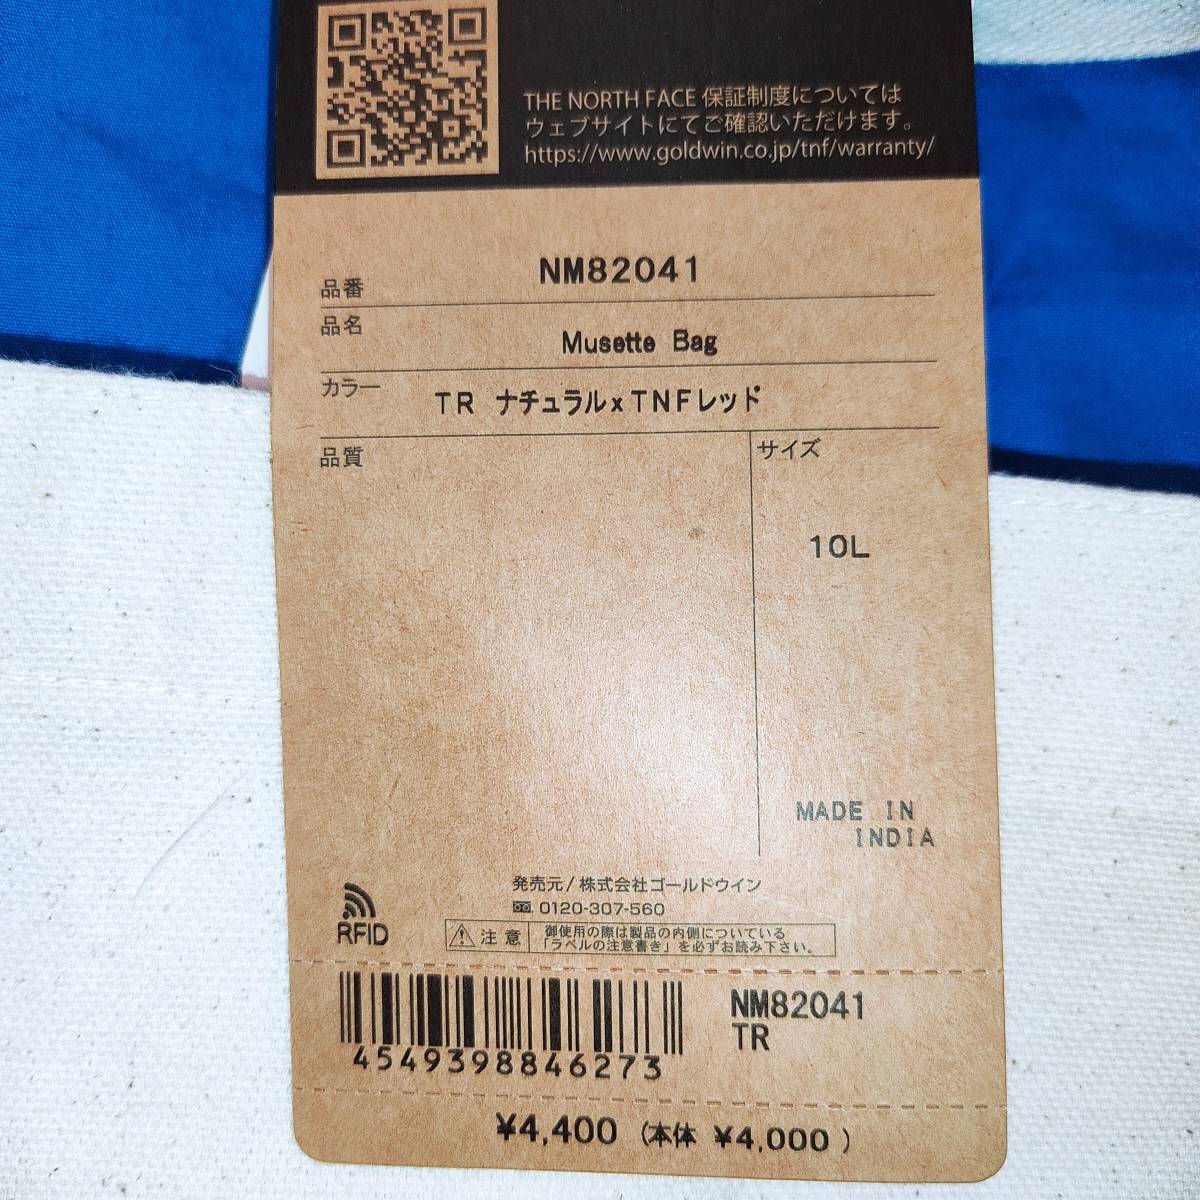 THE NORTH FACE 保証制度については
ウェブサイトにてご確認いただけます。
https://www.goldwin.co.jp/tnf/warranty/
品番 NM82041
品名 Musette Bag
カラー TR ナチュラルxTNFレッド
品質
サイズ
10L
MADE IN
INDIA
発売元/株式会社ゴールドウイン
0120-307-560
RFID
注意
御使用の際は製品の内側についている
「ラベルの注意書き」を必ずお読み下さい。
4549398846273
NM82041
TR
¥4,400 (本体 ¥4,000 )